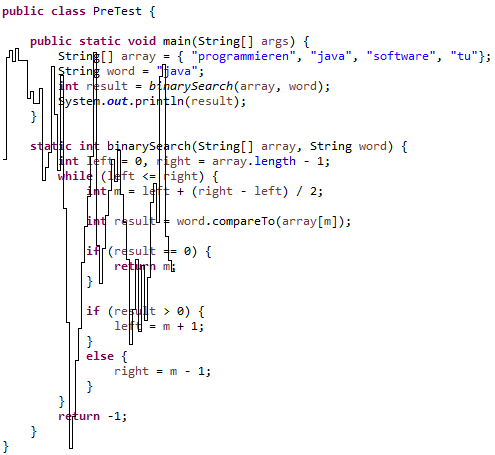 public class PreTest {
public static void main(String[] args) {
String[] array = { "programmieren", "java", "software", "tu"};
String word = "java";
int result = binarySearch(array, word);
System.out.println(result);
}
static int binarySearch(String[] array, String word) {
int left = 0, right = array.length - 1;
while (left <= right) {
int m = left + (right - left) / 2;
int result = word.compareTo(array[m]);
if (result == 0) {
return m;
}
if (result > 0) {
left = m + 1;
}
else {
right = m - 1;
}
}
return -1;
}
}